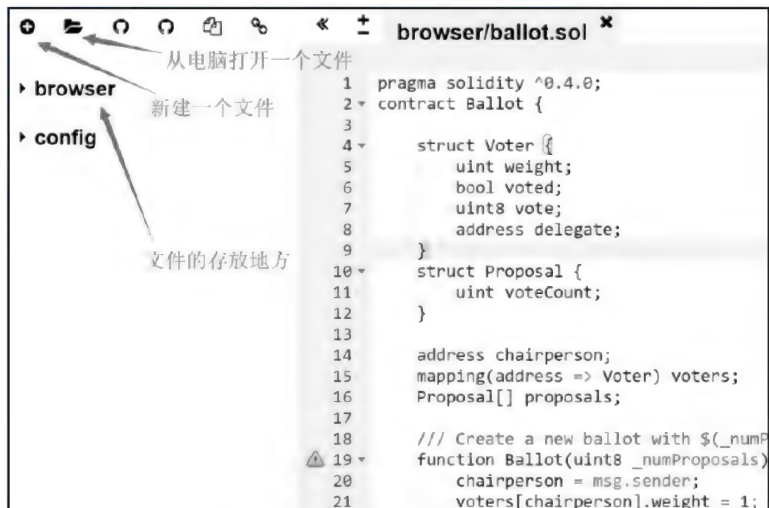 browser/ballot.sol
从电脑打开一个文件
browser
新建一个文件
config
文件的存放地方
1 pragma solidity ^0.4.0;
2 contract Ballot {
3
4 struct Voter {
5 uint weight;
6 bool voted;
7 uint8 vote;
8 address delegate;
9 }
10 struct Proposal {
11 uint voteCount;
12 }
13
14 address chairperson;
15 mapping(address => Voter) voters;
16 Proposal[] proposals;
17
18 /// Create a new ballot with $(_numP
19 function Ballot(uint8 _numProposals)
20 chairperson = msg.sender;
21 voters[chairperson].weight = 1;